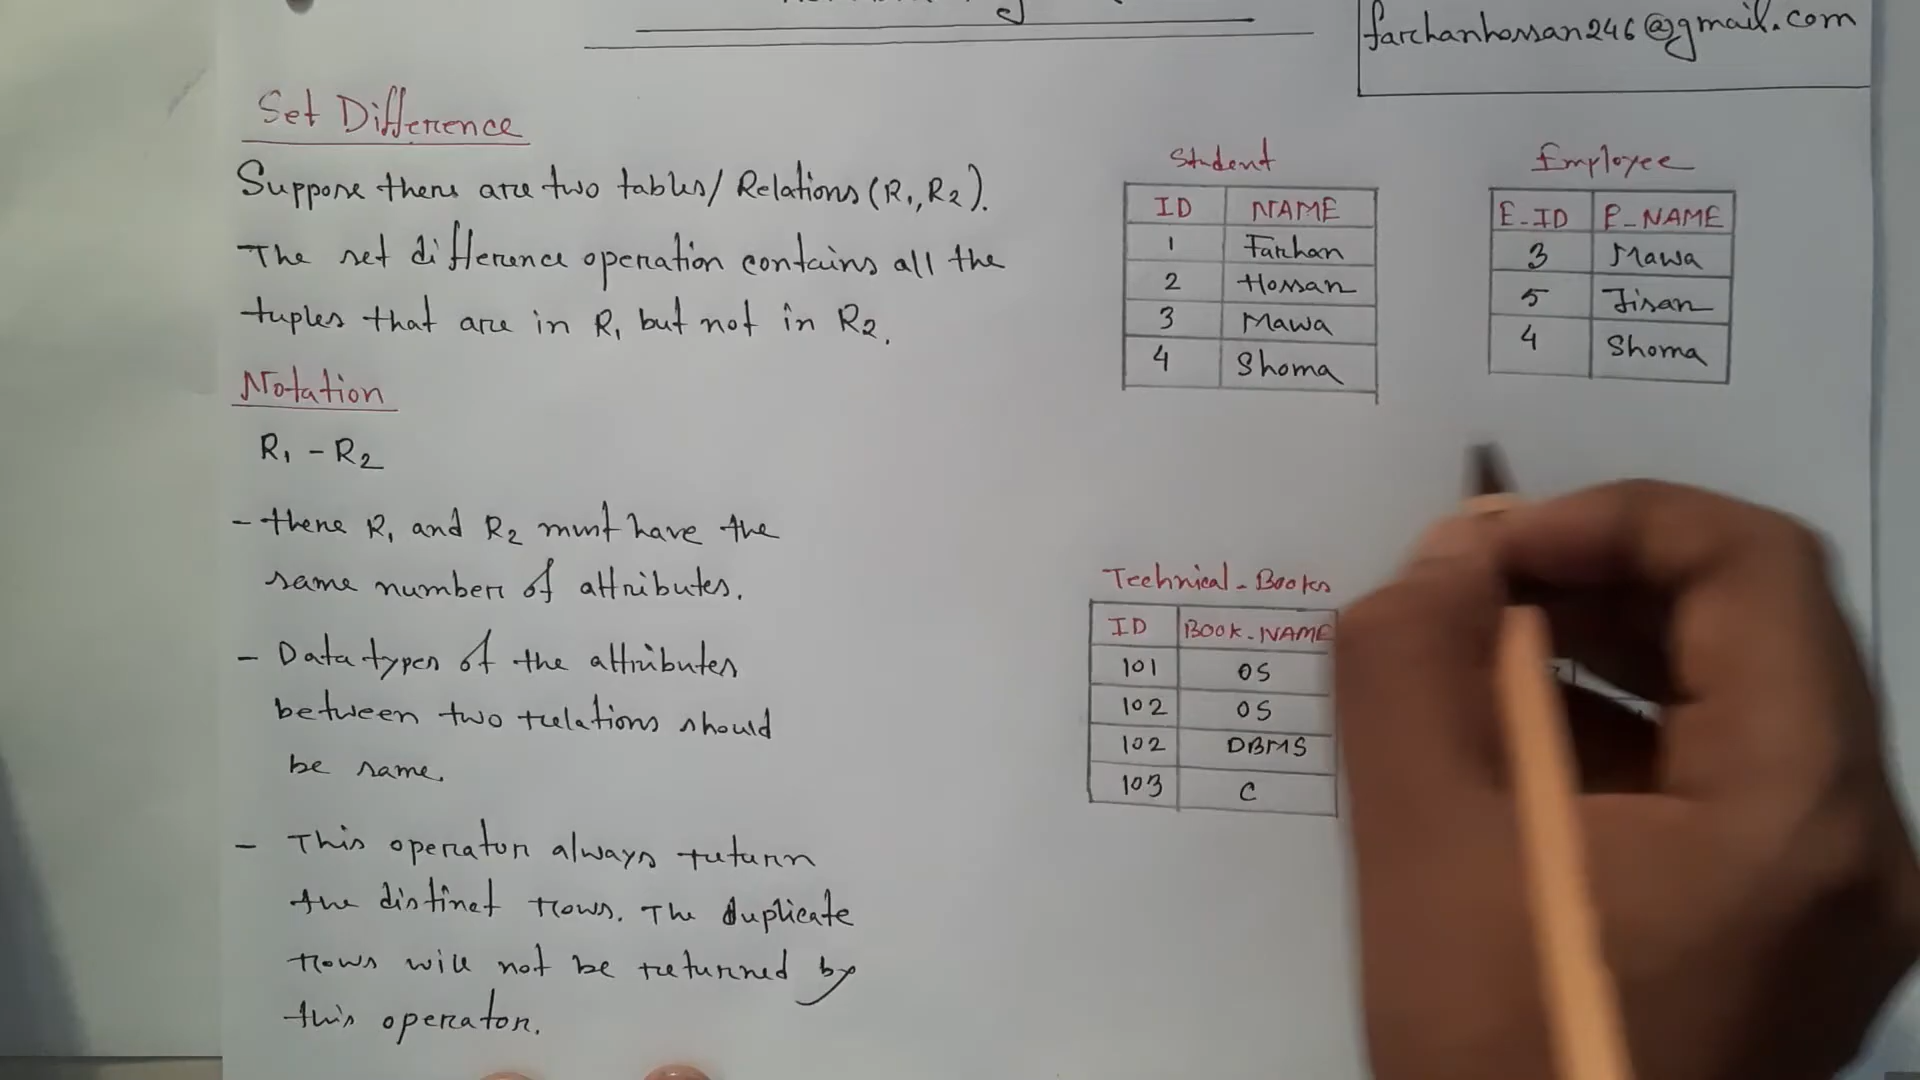 farhanhossan246@gmail.com
Set Difference
Suppose there are two tables/Relations (R1, R2).
The set difference operation contains all the
tuples that are in R1 but not in R2.
Notation
R1 - R2
- there R1 and R2 must have the
same number of attributes.
- Data types of the attributes
between two relations should
be same.
- This operator always return
the distinct rows. The duplicate
rows will not be returned by
this operator.
Student
ID NAME
1 Farhan
2 Hossan
3 Mawa
4 Shoma
Employee
E_ID E_NAME
3 Mawa
5 Jisan
4 Shoma
Technical_Books
ID BOOK_NAME
101 OS
102 OS
102 DBMS
103 C